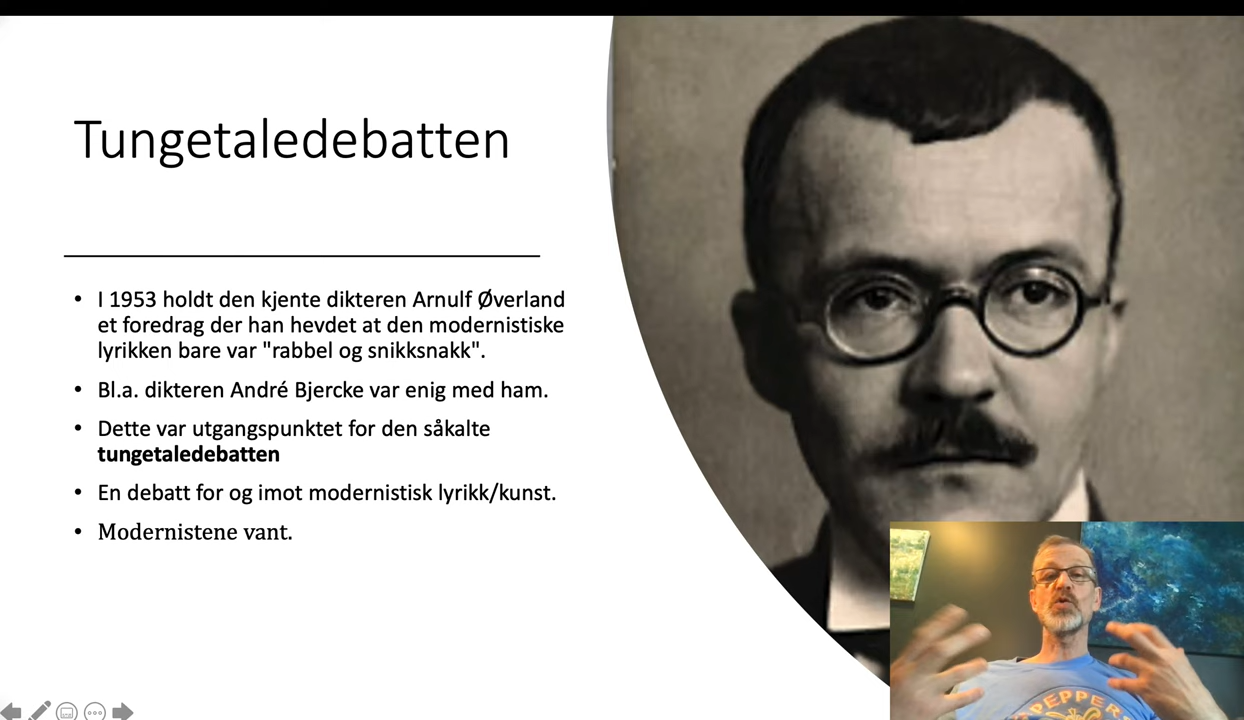 Tungetaledebatten
• I 1953 holdt den kjente dikteren Arnulf Øverland
et foredrag der han hevdet at den modernistiske
lyrikken bare var "rabbel og snikksnakk".
• Bl.a. dikteren André Bjercke var enig med ham.
• Dette var utgangspunktet for den såkalte
tungetaledebatten
• En debatt for og imot modernistisk lyrikk/kunst.
• Modernistene vant.